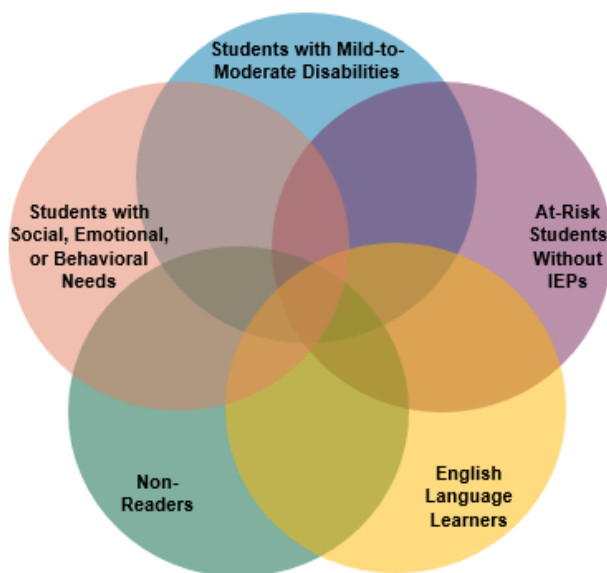 Students with Mild-to-
Moderate Disabilities
Students with
Social, Emotional,
or Behavioral
Needs
At-Risk
Students
Without
IEPs
Non-
Readers
English
Language
Learners